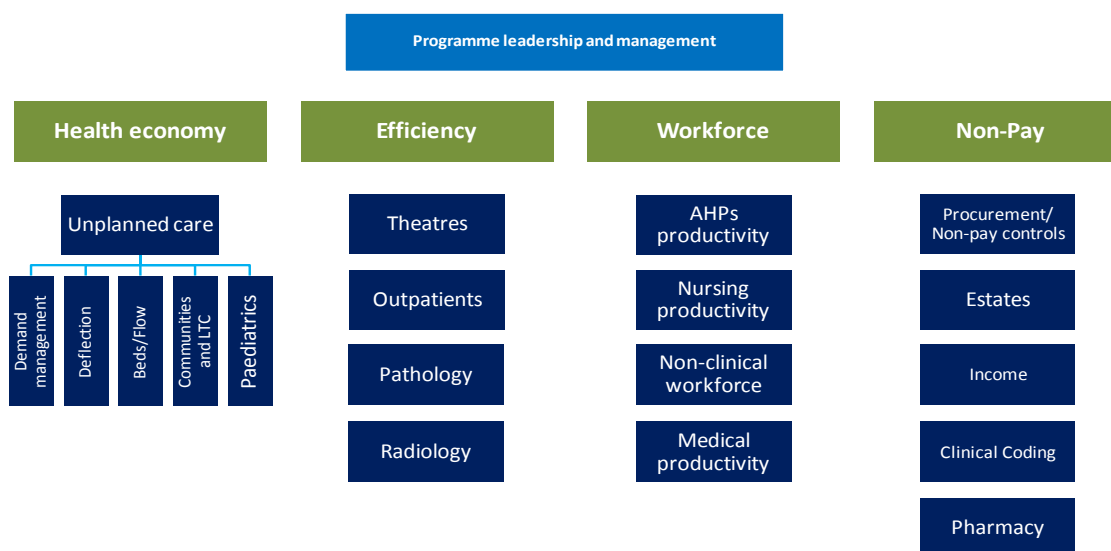 Programme leadership and management
Health economy
Efficiency
Workforce
Non-Pay
Unplanned care
Demand
management
Deflection
Beds/Flow
Communities
and LTC
Paediatrics
Theatres
Outpatients
Pathology
Radiology
AHPs
productivity
Nursing
productivity
Non-clinical
workforce
Medical
productivity
Procurement/
Non-pay controls
Estates
Income
Clinical Coding
Pharmacy